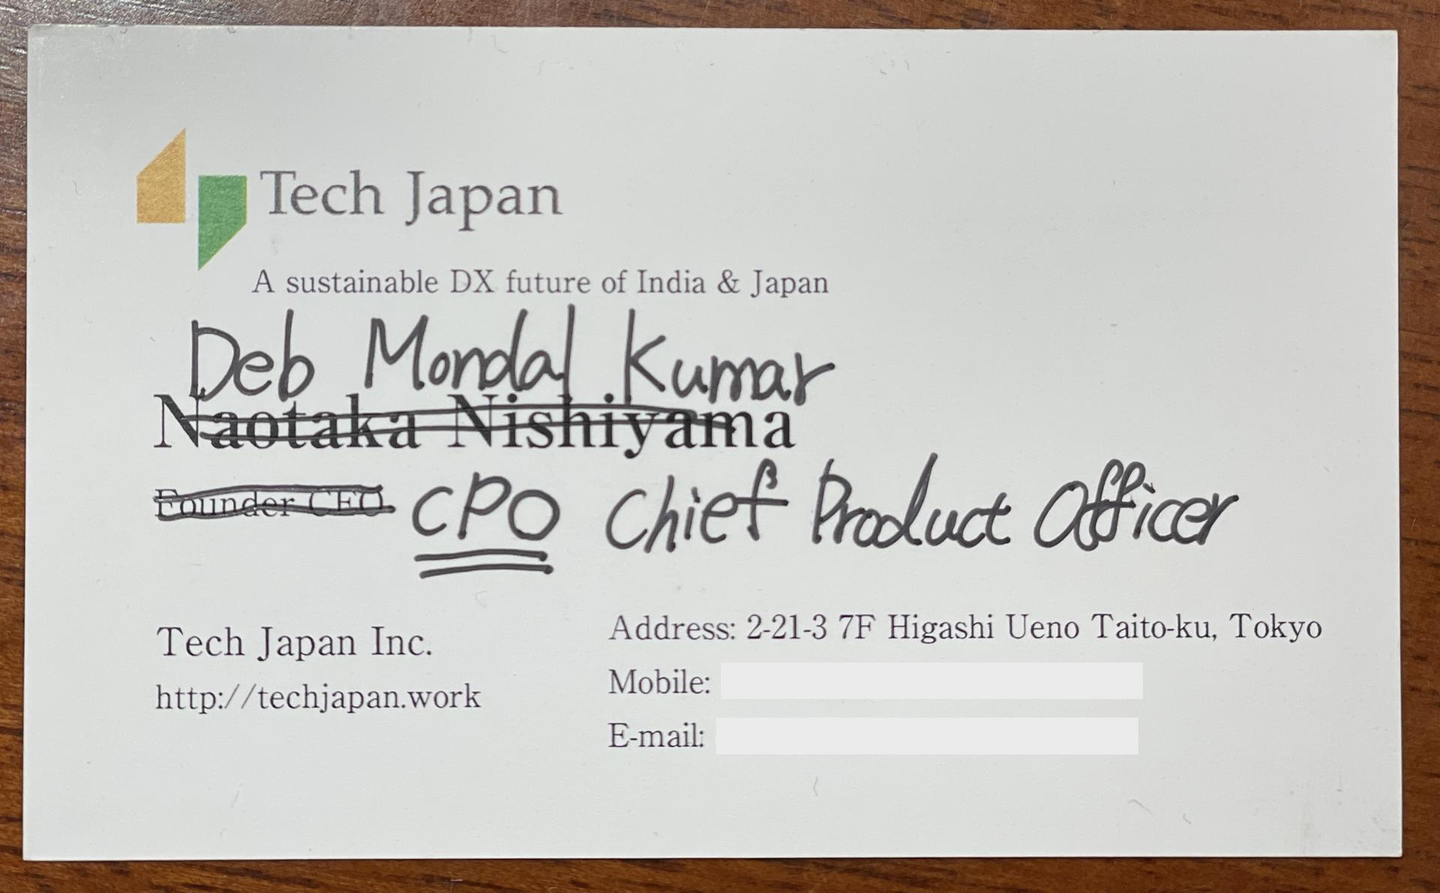 Tech Japan
A sustainable DX future of India & Japan
Deb Mondal Kumar
Naotaka Nishiyama
Founder CEO CPO Chief Product Officer
Tech Japan Inc.
http://techjapan.work
Address: 2-21-3 7F Higashi Ueno Taito-ku, Tokyo
Mobile:
E-mail: